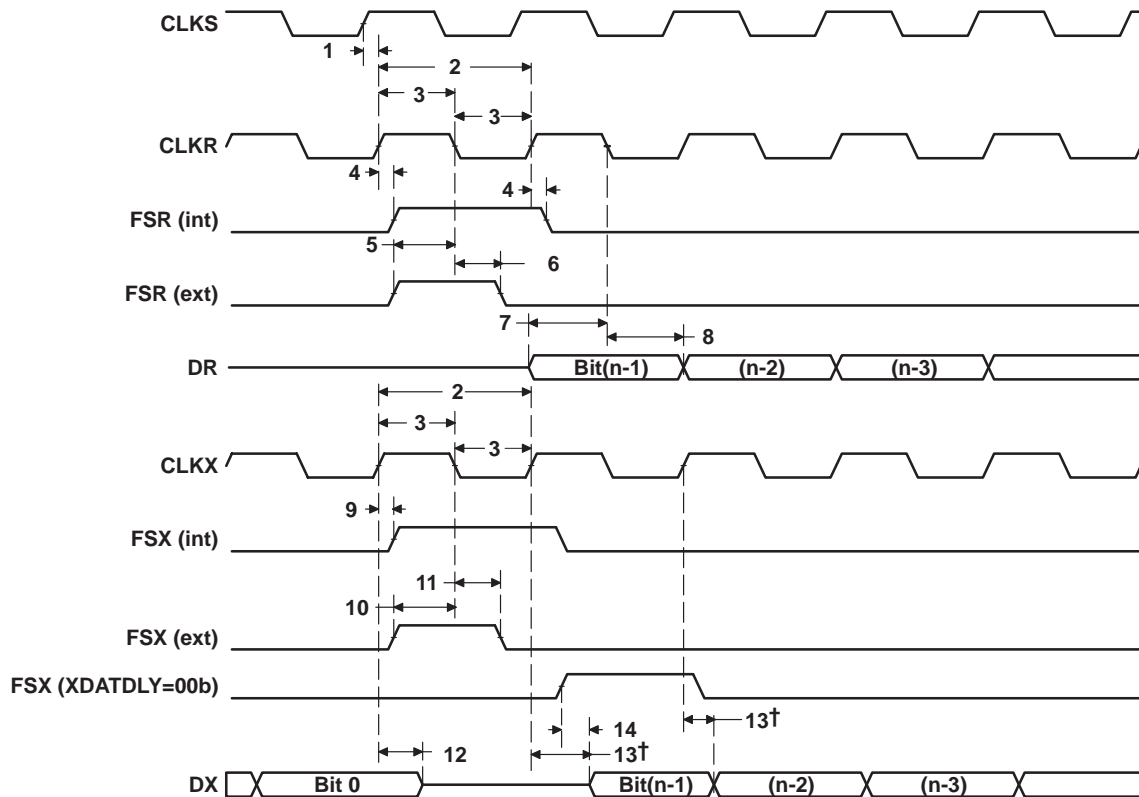 CLKS
1
2
3
3
CLKR
4
4
FSR (int)
5
6
FSR (ext)
7
8
DR
Bit(n-1)
(n-2)
(n-3)
2
3
3
CLKX
9
FSX (int)
11
10
FSX (ext)
FSX (XDATDLY=00b)
14
13†
12
13†
DX
Bit 0
Bit(n-1)
(n-2)
(n-3)